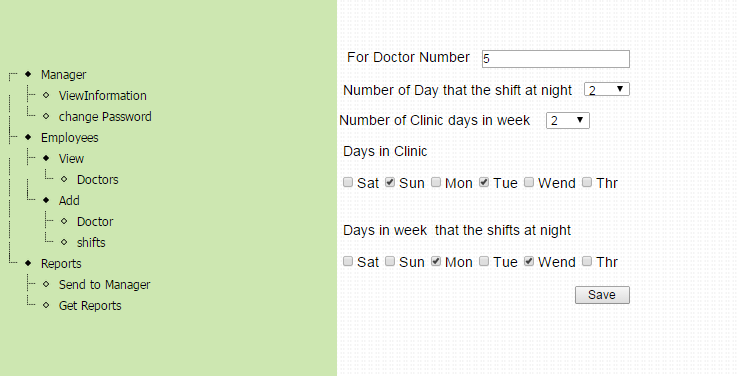 Manager
ViewInformation
change Password
Employees
View
Doctors
Add
Doctor
shifts
Reports
Send to Manager
Get Reports
For Doctor Number 5
Number of Day that the shift at night 2
Number of Clinic days in week 2
Days in Clinic
Sat Sun Mon Tue Wend Thr
Days in week that the shifts at night
Sat Sun Mon Tue Wend Thr
Save